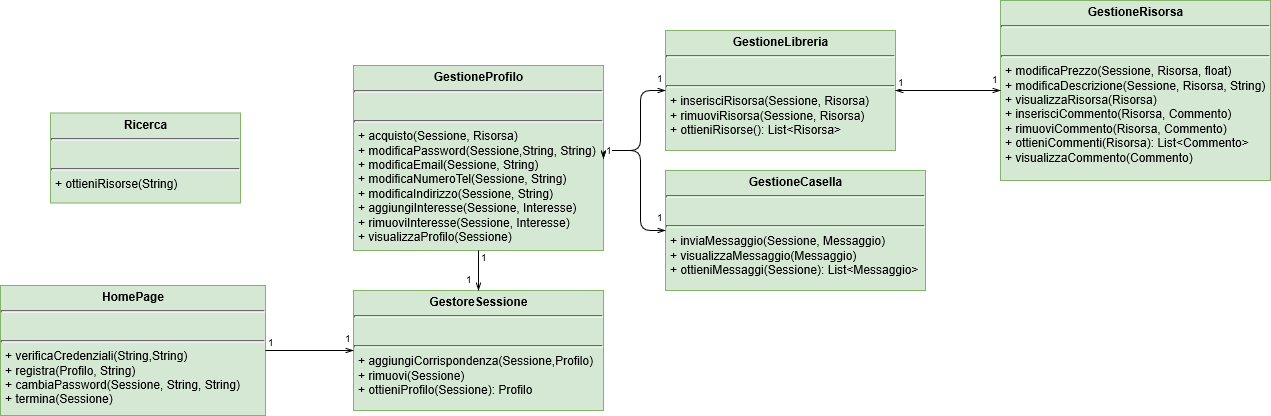 GestioneRisorsa
+ modificaPrezzo(Sessione, Risorsa, float)
+ modificaDescrizione(Sessione, Risorsa, String)
+ visualizzaRisorsa(Risorsa)
+ inserisciCommento(Risorsa, Commento)
+ rimuoviCommento(Risorsa, Commento)
+ ottieniCommenti(Risorsa): List<Commento>
+ visualizzaCommento(Commento)
GestioneLibreria
+ inserisciRisorsa(Sessione, Risorsa)
+ rimuoviRisorsa(Sessione, Risorsa)
+ ottieniRisorse(): List<Risorsa>
1
1
1
GestioneProfilo
+ acquisto(Sessione, Risorsa)
+ modificaPassword(Sessione,String, String)
+ modificaEmail(Sessione, String)
+ modificaNumeroTel(Sessione, String)
+ modificaIndirizzo(Sessione, String)
+ aggiungiInteresse(Sessione, Interesse)
+ rimuoviInteresse(Sessione, Interesse)
+ visualizzaProfilo(Sessione)
1
Ricerca
+ ottieniRisorse(String)
GestioneCasella
+ inviaMessaggio(Sessione, Messaggio)
+ visualizzaMessaggio(Messaggio)
+ ottieniMessaggi(Sessione): List<Messaggio>
1
1
1
HomePage
+ verificaCredenziali(String,String)
+ registra(Profilo, String)
+ cambiaPassword(Sessione, String, String)
+ termina(Sessione)
1
1
GestoreSessione
+ aggiungiCorrispondenza(Sessione,Profilo)
+ rimuovi(Sessione)
+ ottieniProfilo(Sessione): Profilo